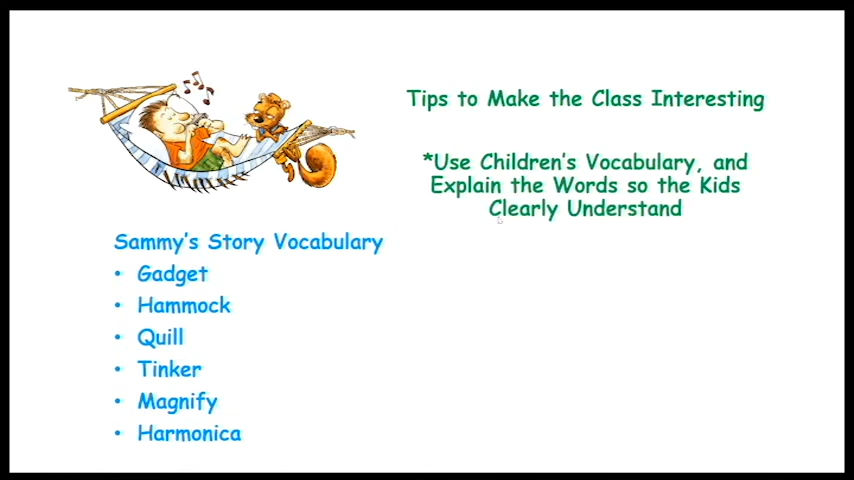 Tips to Make the Class Interesting
*Use Children's Vocabulary, and
Explain the Words so the Kids
Clearly Understand
Sammy's Story Vocabulary
• Gadget
• Hammock
• Quill
• Tinker
• Magnify
• Harmonica